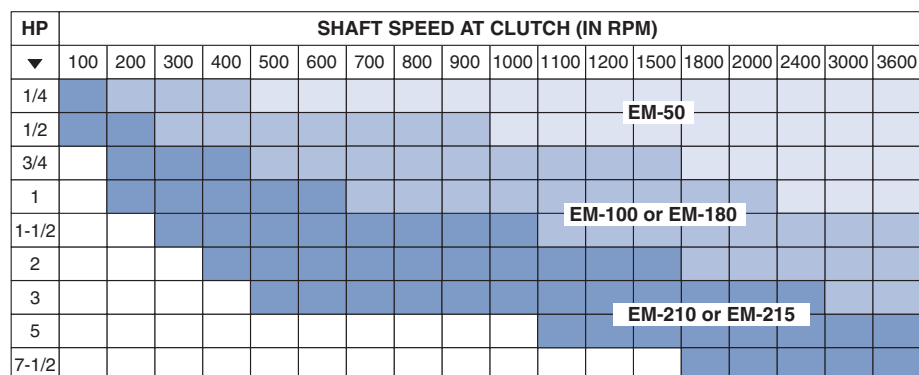 HP SHAFT SPEED AT CLUTCH (IN RPM)
▼ 100 200 300 400 500 600 700 800 900 1000 1100 1200 1500 1800 2000 2400 3000 3600
1/4
EM-50
1/2
3/4
1
EM-100 or EM-180
1-1/2
2
3
EM-210 or EM-215
5
7-1/2